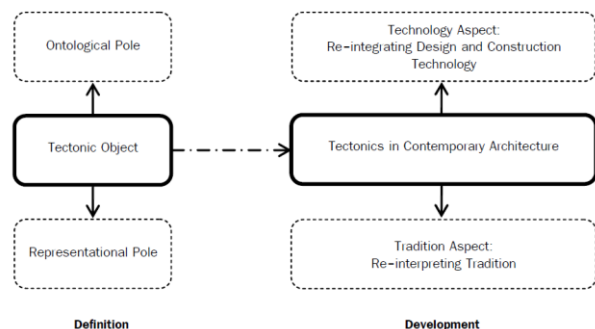 Ontological Pole
Technology Aspect:
Re-integrating Design and Construction
Technology
Tectonic Object
Tectonics in Contemporary Architecture
Representational Pole
Tradition Aspect:
Re-interpreting Tradition
Definition
Development